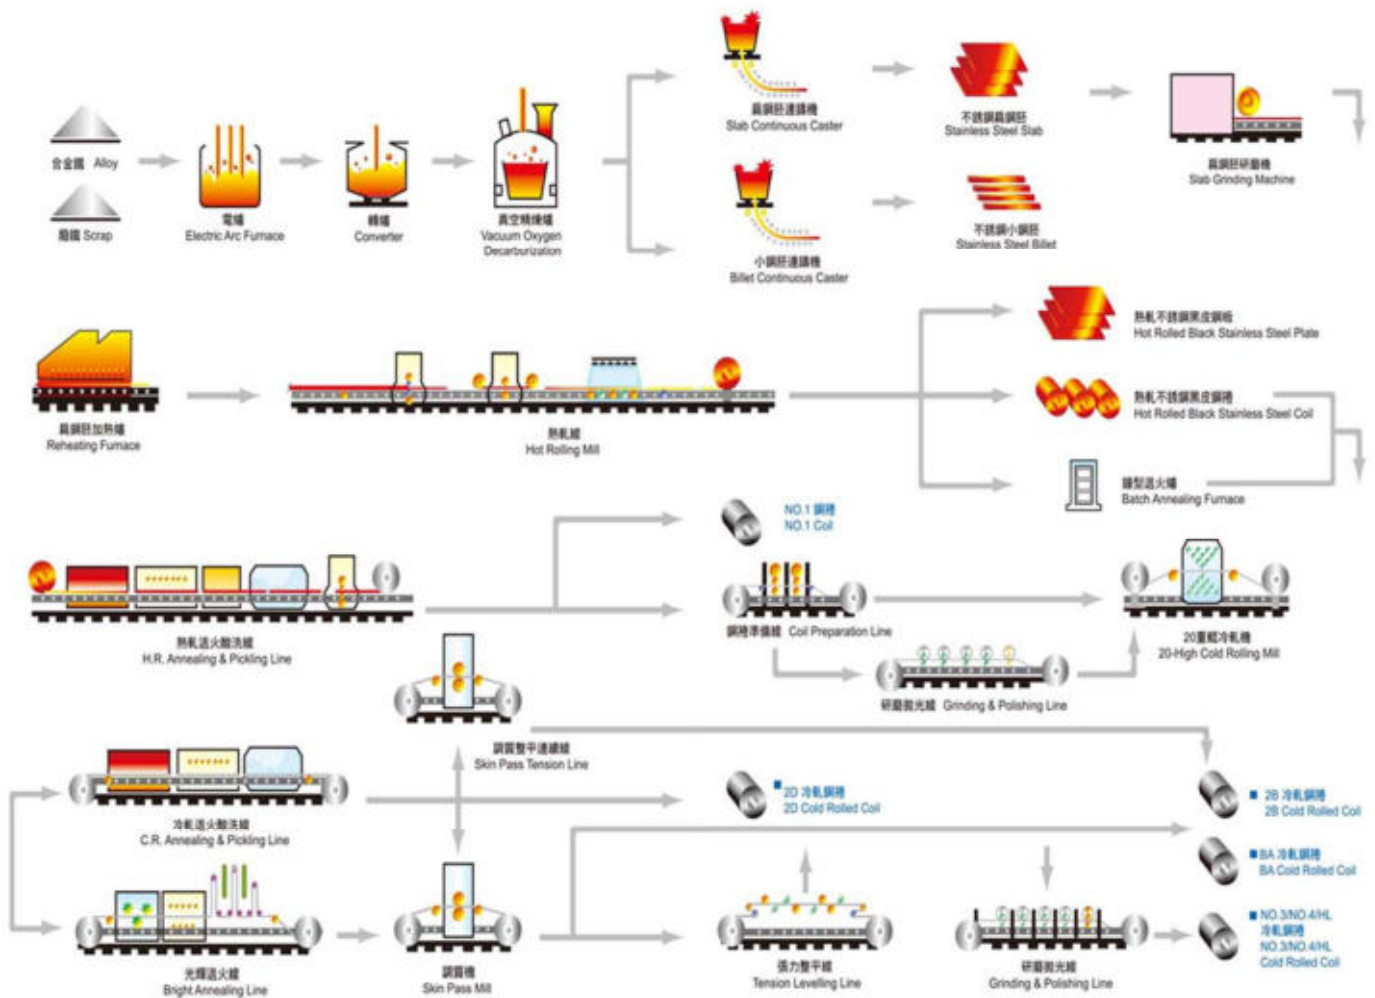 合金鐵 Alloy
廢鐵 Scrap
電爐
Electric Arc Furnace
轉爐
Converter
真空精煉爐
Vacuum Oxygen
Decarburization
扁鋼胚連鑄機
Slab Continuous Caster
小鋼胚連鑄機
Billet Continuous Caster
不銹鋼扁鋼胚
Stainless Steel Slab
不銹鋼小鋼胚
Stainless Steel Billet
扁鋼胚研磨機
Slab Grinding Machine
扁鋼胚加熱爐
Reheating Furnace
熱軋線
Hot Rolling Mill
熱軋不銹鋼黑皮鋼板
Hot Rolled Black Stainless Steel Plate
熱軋不銹鋼黑皮鋼捲
Hot Rolled Black Stainless Steel Coil
鐘型退火爐
Batch Annealing Furnace
熱軋退火酸洗線
H.R. Annealing & Pickling Line
NO.1 鋼捲
NO.1 Coil
鋼捲準備線 Coil Preparation Line
研磨拋光線 Grinding & Polishing Line
20重輥冷軋機
20-High Cold Rolling Mill
調質整平連續線
Skin Pass Tension Line
冷軋退火酸洗線
C.R. Annealing & Pickling Line
2D 冷軋鋼捲
2D Cold Rolled Coil
2B 冷軋鋼捲
2B Cold Rolled Coil
BA 冷軋鋼捲
BA Cold Rolled Coil
光輝退火線
Bright Annealing Line
調質機
Skin Pass Mill
張力整平線
Tension Levelling Line
研磨拋光線
Grinding & Polishing Line
NO.3/NO.4/HL
冷軋鋼捲
NO.3/NO.4/HL
Cold Rolled Coil